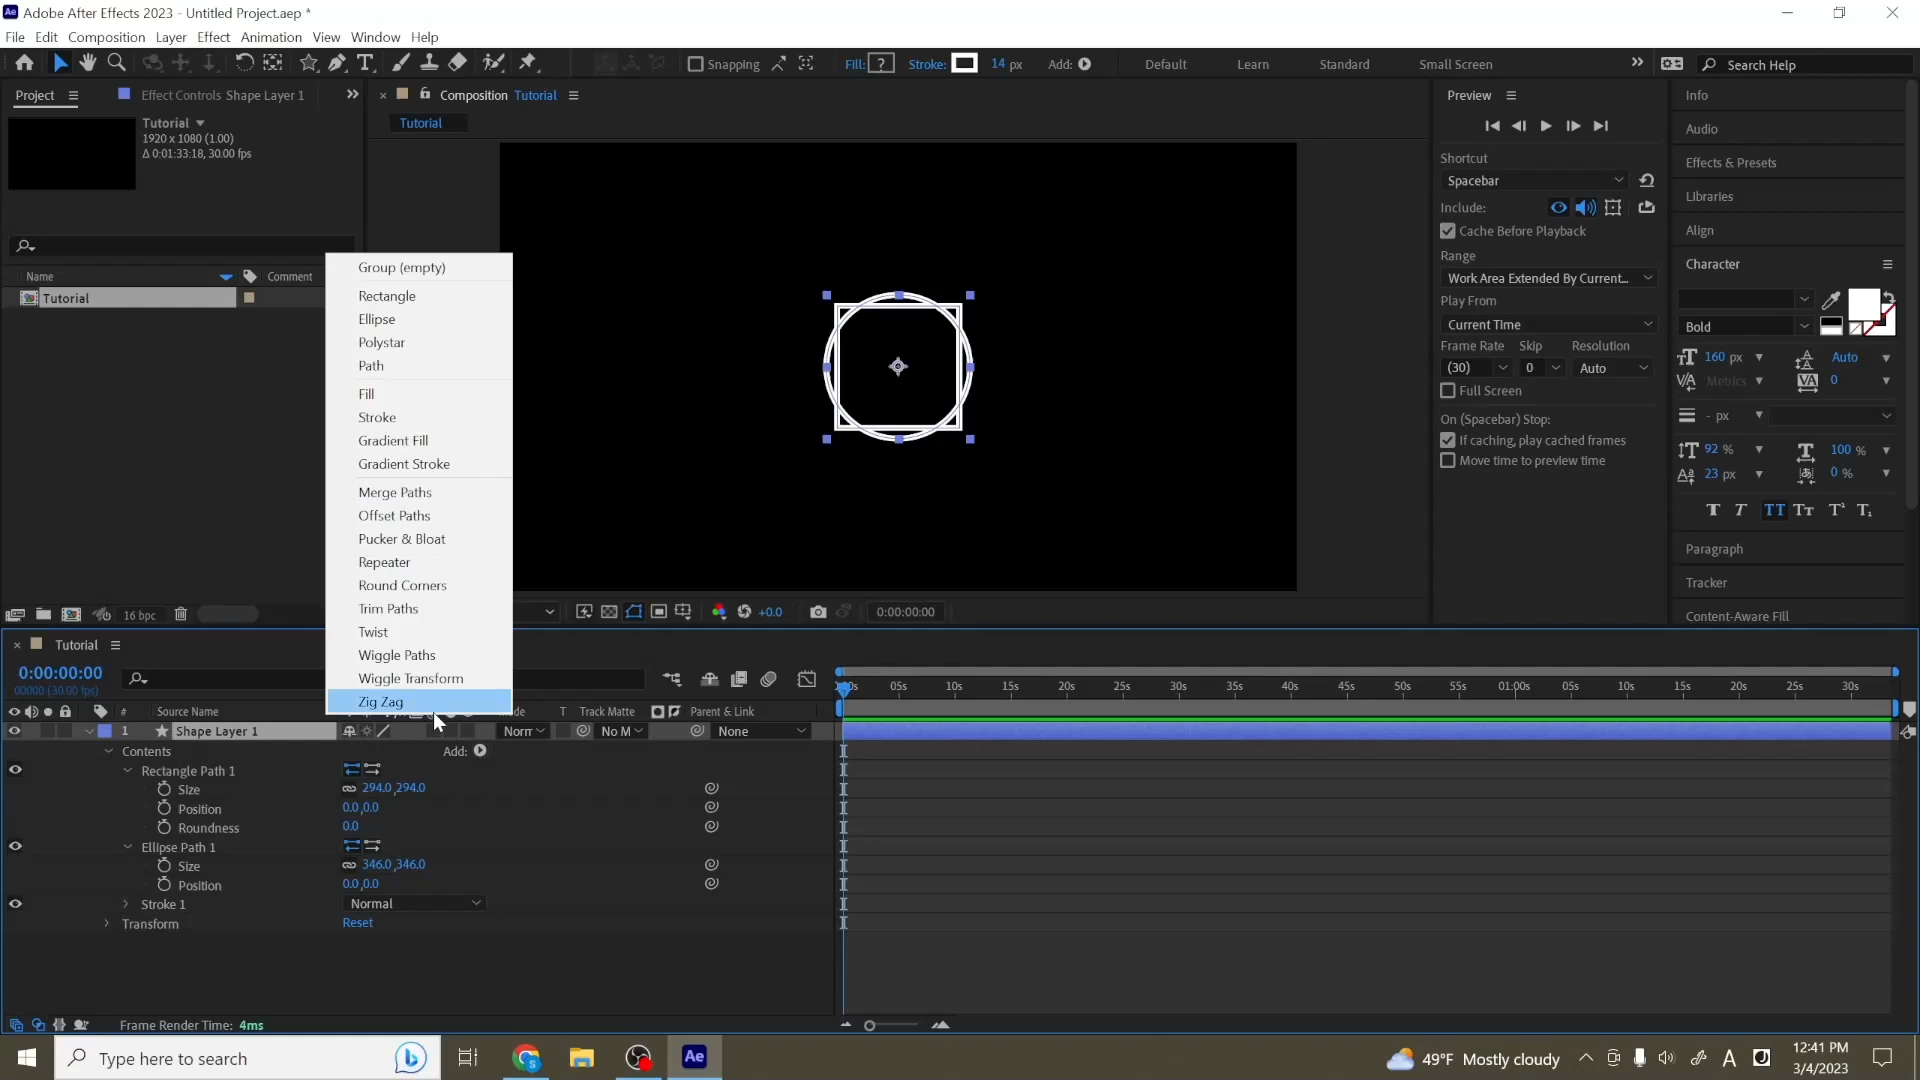 Adobe After Effects 2023 - Untitled Project.aep *
File Edit Composition Layer Effect Animation View Window Help
Snapping Fill: ? Stroke: 14 px Add: Default Learn Standard Small Screen Search Help
Project Effect Controls Shape Layer 1
Tutorial
1920 x 1080 (1.00)
Δ 0:01:33:18, 30.00 fps
Name Comment
Tutorial
16 bpc
Composition Tutorial
Tutorial
+0.0 0:00:00:00
Group (empty)
Rectangle
Ellipse
Polystar
Path
Fill
Stroke
Gradient Fill
Gradient Stroke
Merge Paths
Offset Paths
Pucker & Bloat
Repeater
Round Corners
Trim Paths
Twist
Wiggle Paths
Wiggle Transform
Zig Zag
Preview
Shortcut
Spacebar
Include:
Cache Before Playback
Range
Work Area Extended By Current...
Play From
Current Time
Frame Rate Skip Resolution
(30) 0 Auto
Full Screen
On (Spacebar) Stop:
If caching, play cached frames
Move time to preview time
Info
Audio
Effects & Presets
Libraries
Align
Character
Bold
160 px Auto
Metrics 0
- px
92 % 100 %
23 px 0 %
Paragraph
Tracker
Content-Aware Fill
Tutorial
0:00:00:00
00000 (30.00 fps)
05s 10s 15s 20s 25s 30s 35s 40s 45s 50s 55s 01:00s 05s 10s 15s 20s 25s 30s
# Source Name T Track Matte Parent & Link
1 Shape Layer 1 Norr No M None
Contents Add:
Rectangle Path 1
Size 294.0,294.0
Position 0.0,0.0
Roundness 0.0
Ellipse Path 1
Size 346.0,346.0
Position 0.0,0.0
Stroke 1 Normal
Transform Reset
Frame Render Time: 4ms
Type here to search
49°F Mostly cloudy
12:41 PM
3/4/2023